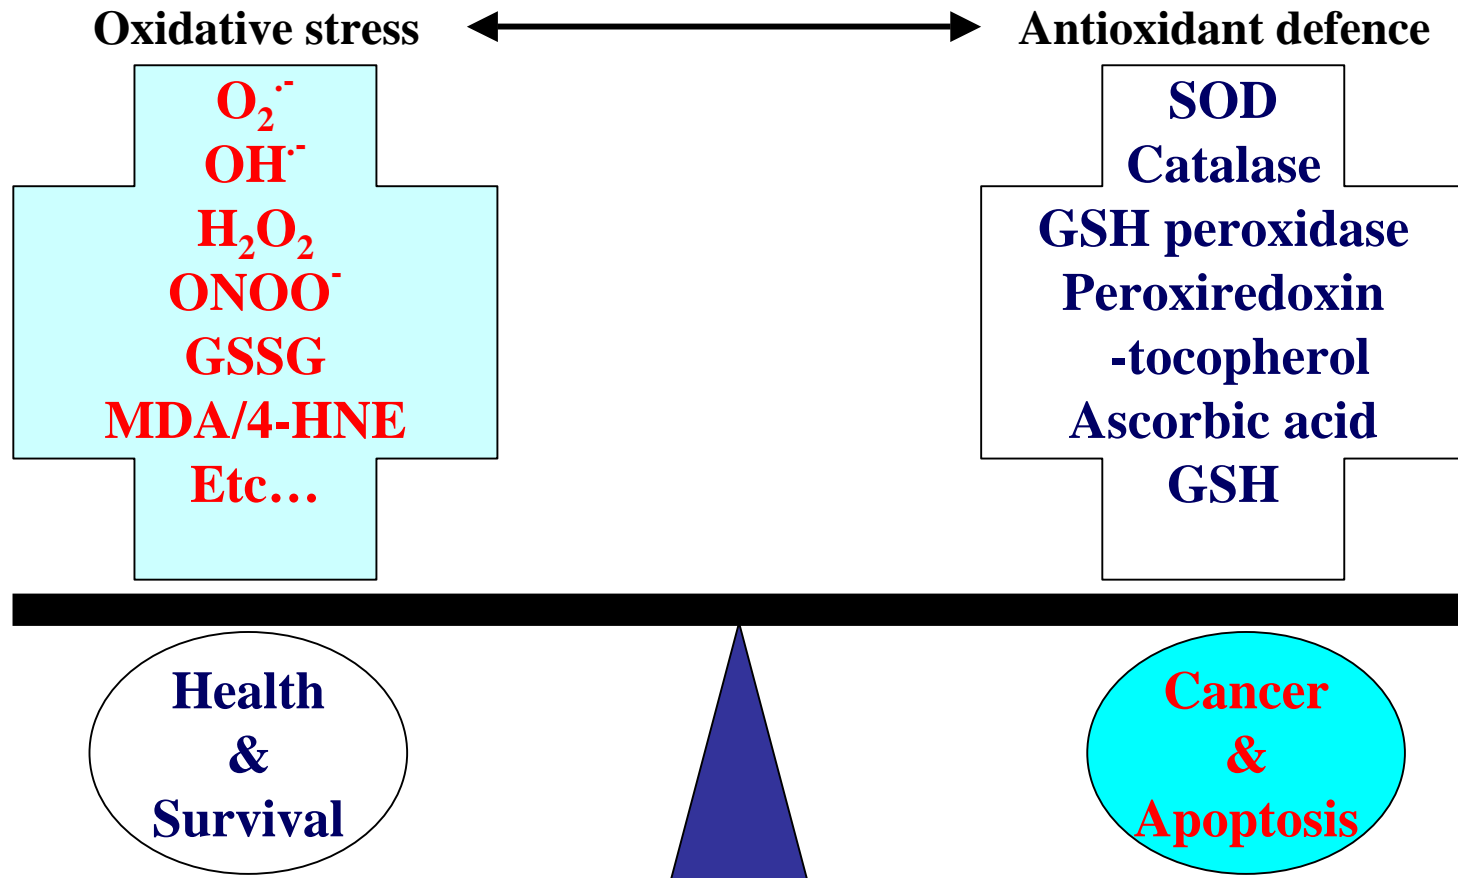 Oxidative stress
Antioxidant defence
O₂·⁻
OH·⁻
H₂O₂
ONOO⁻
GSSG
MDA/4-HNE
Etc…
SOD
Catalase
GSH peroxidase
Peroxiredoxin
-tocopherol
Ascorbic acid
GSH
Health
&
Survival
Cancer
&
Apoptosis